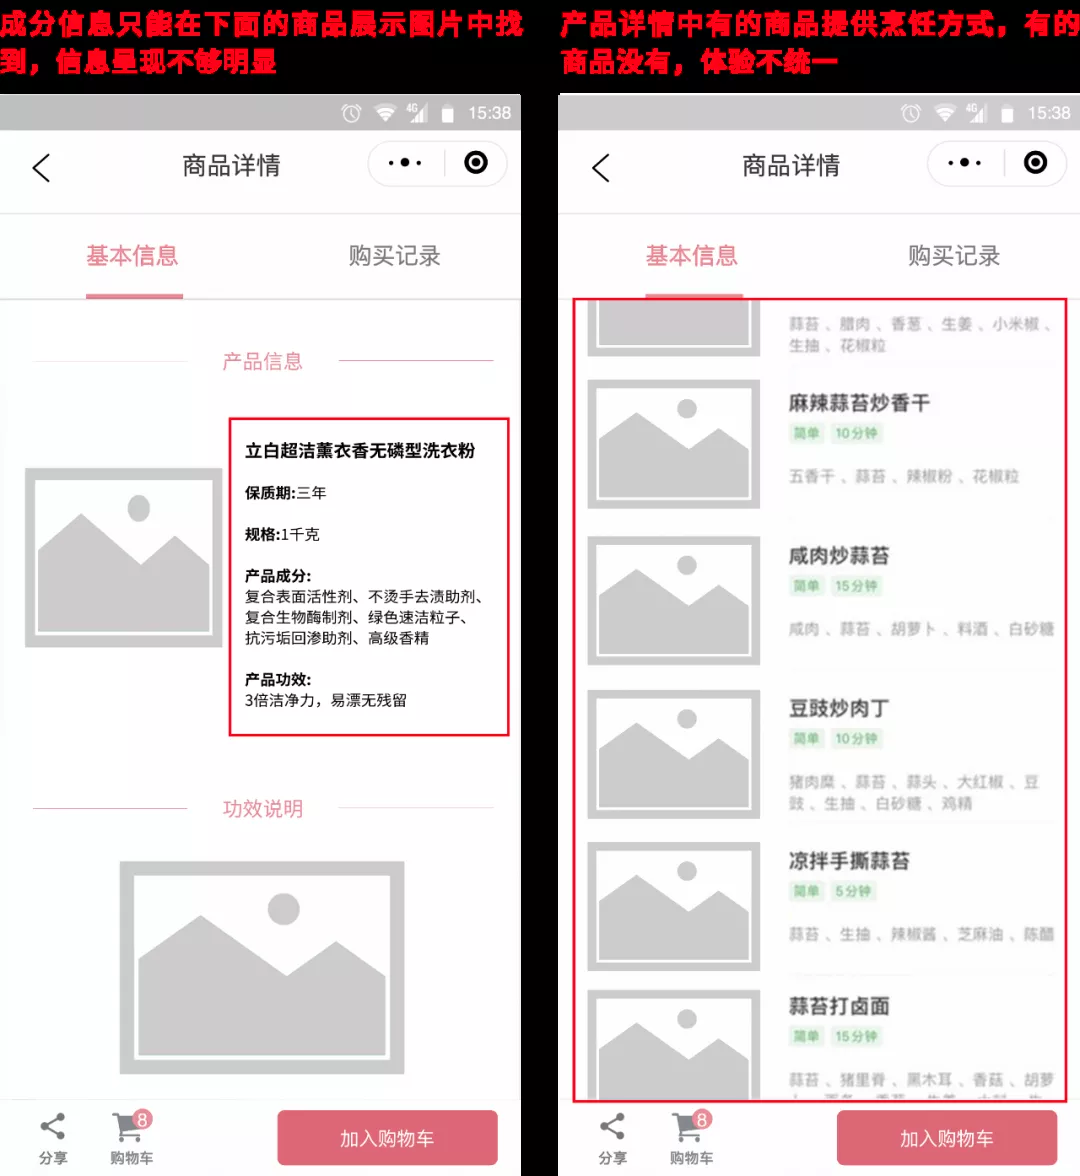 成分信息只能在下面的商品展示图片中找
到，信息呈现不够明显
4G
15:38
商品详情
基本信息
购买记录
产品信息
立白超洁薰衣香无磷型洗衣粉
保质期:三年
规格:1千克
产品成分:
复合表面活性剂、不烫手去渍助剂、
复合生物酶制剂、绿色速洁粒子、
抗污垢回渗助剂、高级香精
产品功效:
3倍洁净力，易漂无残留
功效说明
分享
8
购物车
加入购物车
产品详情中有的商品提供烹饪方式，有的
商品没有，体验不统一
4G
15:38
商品详情
基本信息
购买记录
蒜苔、腊肉、香葱、生姜、小米椒、
生抽、花椒粒
麻辣蒜苔炒香干
简单 10分钟
五香干、蒜苔、辣椒粉、花椒粒
咸肉炒蒜苔
简单 15分钟
咸肉、蒜苔、胡萝卜、料酒、白砂糖
豆豉炒肉丁
简单 10分钟
猪肉糜、蒜苔、蒜头、大红椒、豆
豉、生抽、白砂糖、鸡精
凉拌手撕蒜苔
简单 5分钟
蒜苔、生抽、辣椒酱、芝麻油、陈醋
蒜苔打卤面
简单 15分钟
蒜苔、猪里脊、黑木耳、香菇、胡萝
分享
8
购物车
加入购物车